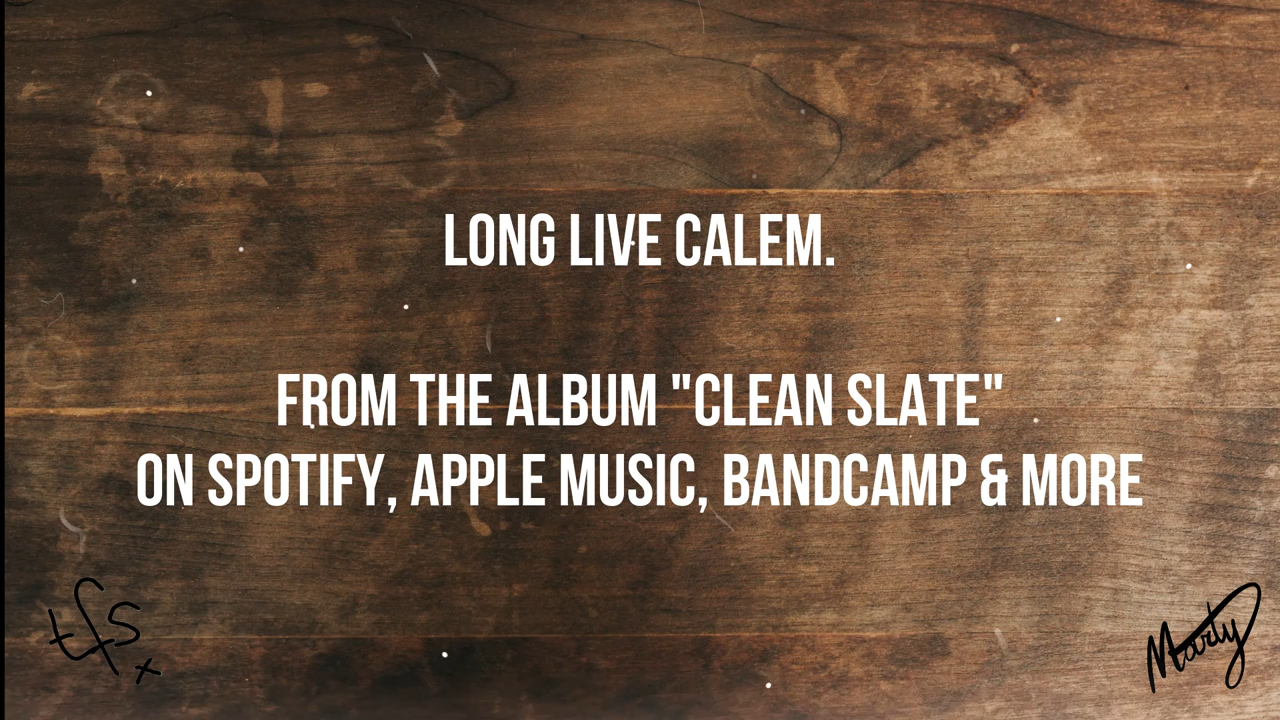 LONG LIVE CALEM.
FROM THE ALBUM "CLEAN SLATE"
ON SPOTIFY, APPLE MUSIC, BANDCAMP & MORE
tfs x
Marty